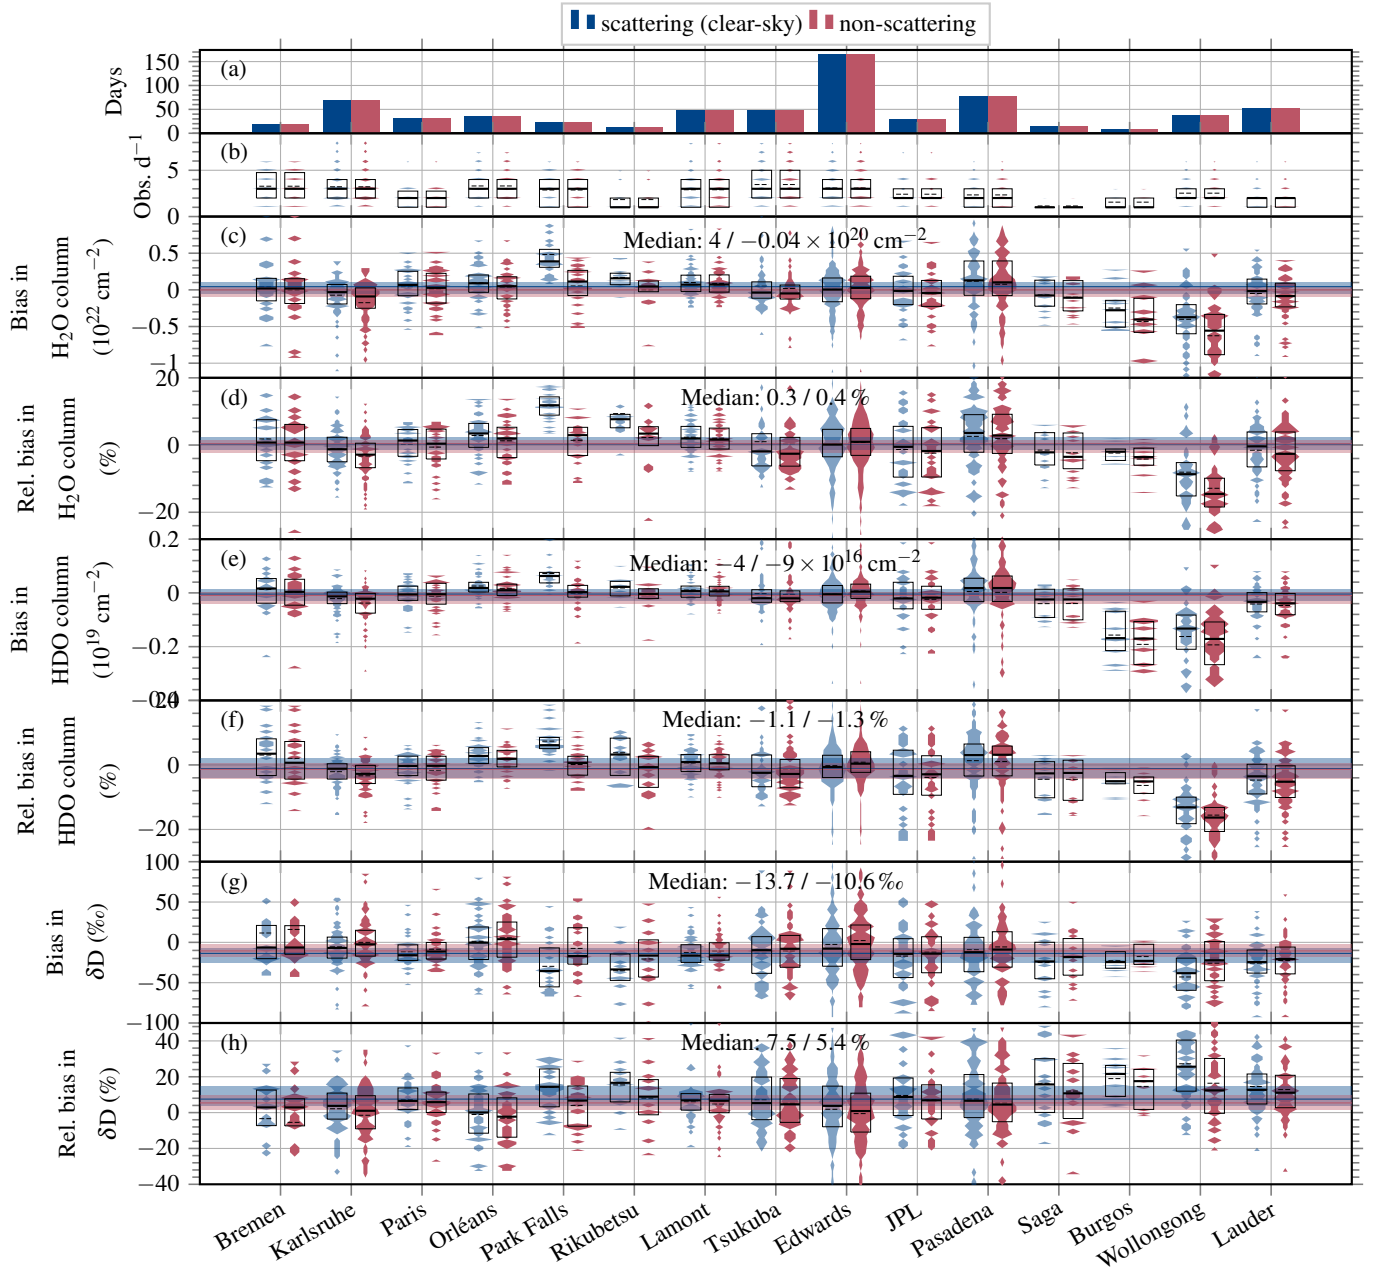 scattering (clear-sky) non-scattering
(a)
Days
150
100
50
0
(b)
Obs. d⁻¹
5
0
(c)
Median: 4 / −0.04 × 10²⁰ cm⁻²
Bias in
H₂O column
(10²² cm⁻²)
0.5
0
−0.5
−1
(d)
Median: 0.3 / 0.4 %
Rel. bias in
H₂O column
(%)
20
0
−20
(e)
Median: −4 / −9 × 10¹⁶ cm⁻²
Bias in
HDO column
(10¹⁹ cm⁻²)
0.2
0
−0.2
−0.4
(f)
Median: −1.1 / −1.3 %
Rel. bias in
HDO column
(%)
20
0
−20
(g)
Median: −13.7 / −10.6 ‰
Bias in
δD (‰)
100
50
0
−50
−100
(h)
Median: 7.5 / 5.4 %
Rel. bias in
δD (%)
40
20
0
−20
−40
Bremen
Karlsruhe
Paris
Orléans
Park Falls
Rikubetsu
Lamont
Tsukuba
Edwards
JPL
Pasadena
Saga
Burgos
Wollongong
Lauder